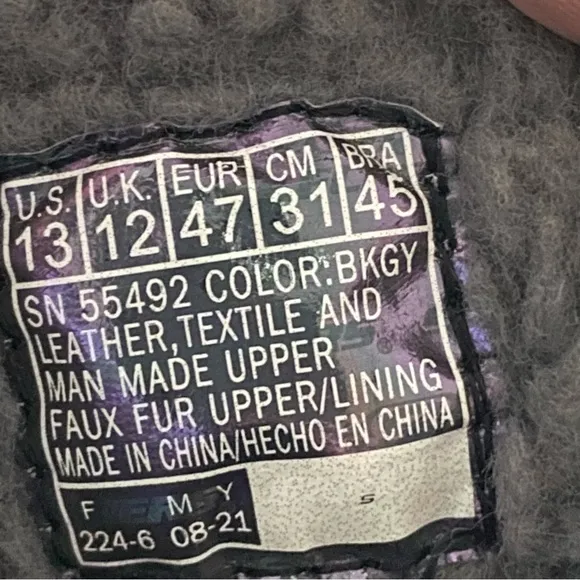 U.S. U.K. EUR CM BRA
13 12 47 31 45
SN 55492 COLOR:BKGY
LEATHER,TEXTILE AND
MAN MADE UPPER
FAUX FUR UPPER/LINING
MADE IN CHINA/HECHO EN CHINA
F M Y
224-6 08-21
S